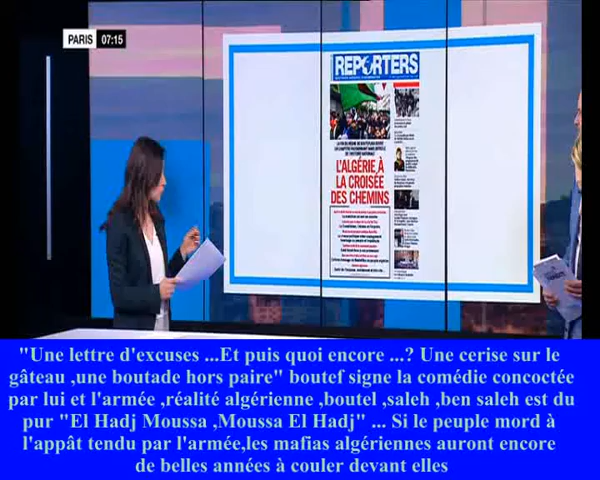 PARIS 07:15
REPORTERS
L'ALGÉRIE À
LA CROISÉE
DES CHEMINS
"Une lettre d'excuses ...Et puis quoi encore ...? Une cerise sur le
gâteau ,une boutade hors paire" boutef signe la comédie concoctée
par lui et l'armée ,réalité algérienne ,boutel ,saleh ,ben saleh est du
pur "El Hadj Moussa ,Moussa El Hadj" ... Si le peuple mord à
l'appât tendu par l'armée,les mafias algériennes auront encore
de belles années à couler devant elles